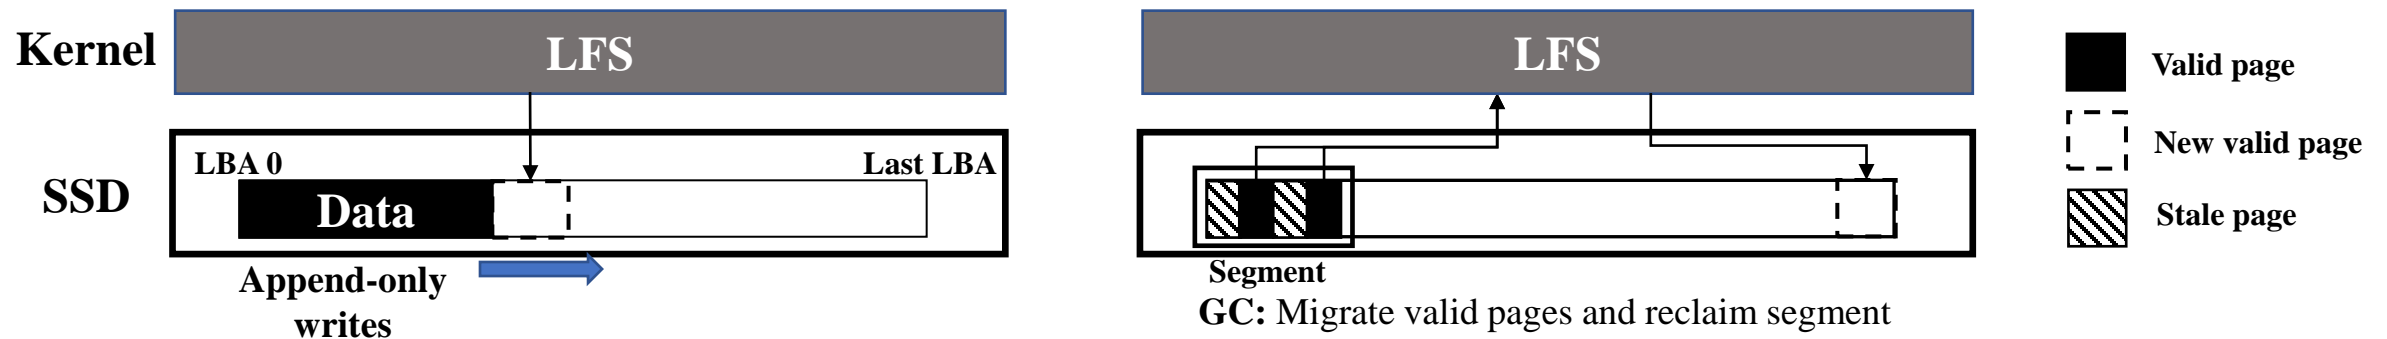 Kernel
LFS
LFS
Valid page
New valid page
Stale page
SSD
LBA 0
Last LBA
Data
Append-only
writes
Segment
GC: Migrate valid pages and reclaim segment